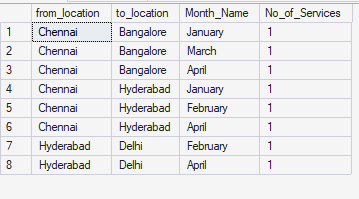 from_location to_location Month_Name No_of_Services
1 Chennai Bangalore January 1
2 Chennai Bangalore March 1
3 Chennai Bangalore April 1
4 Chennai Hyderabad January 1
5 Chennai Hyderabad February 1
6 Chennai Hyderabad April 1
7 Hyderabad Delhi February 1
8 Hyderabad Delhi April 1